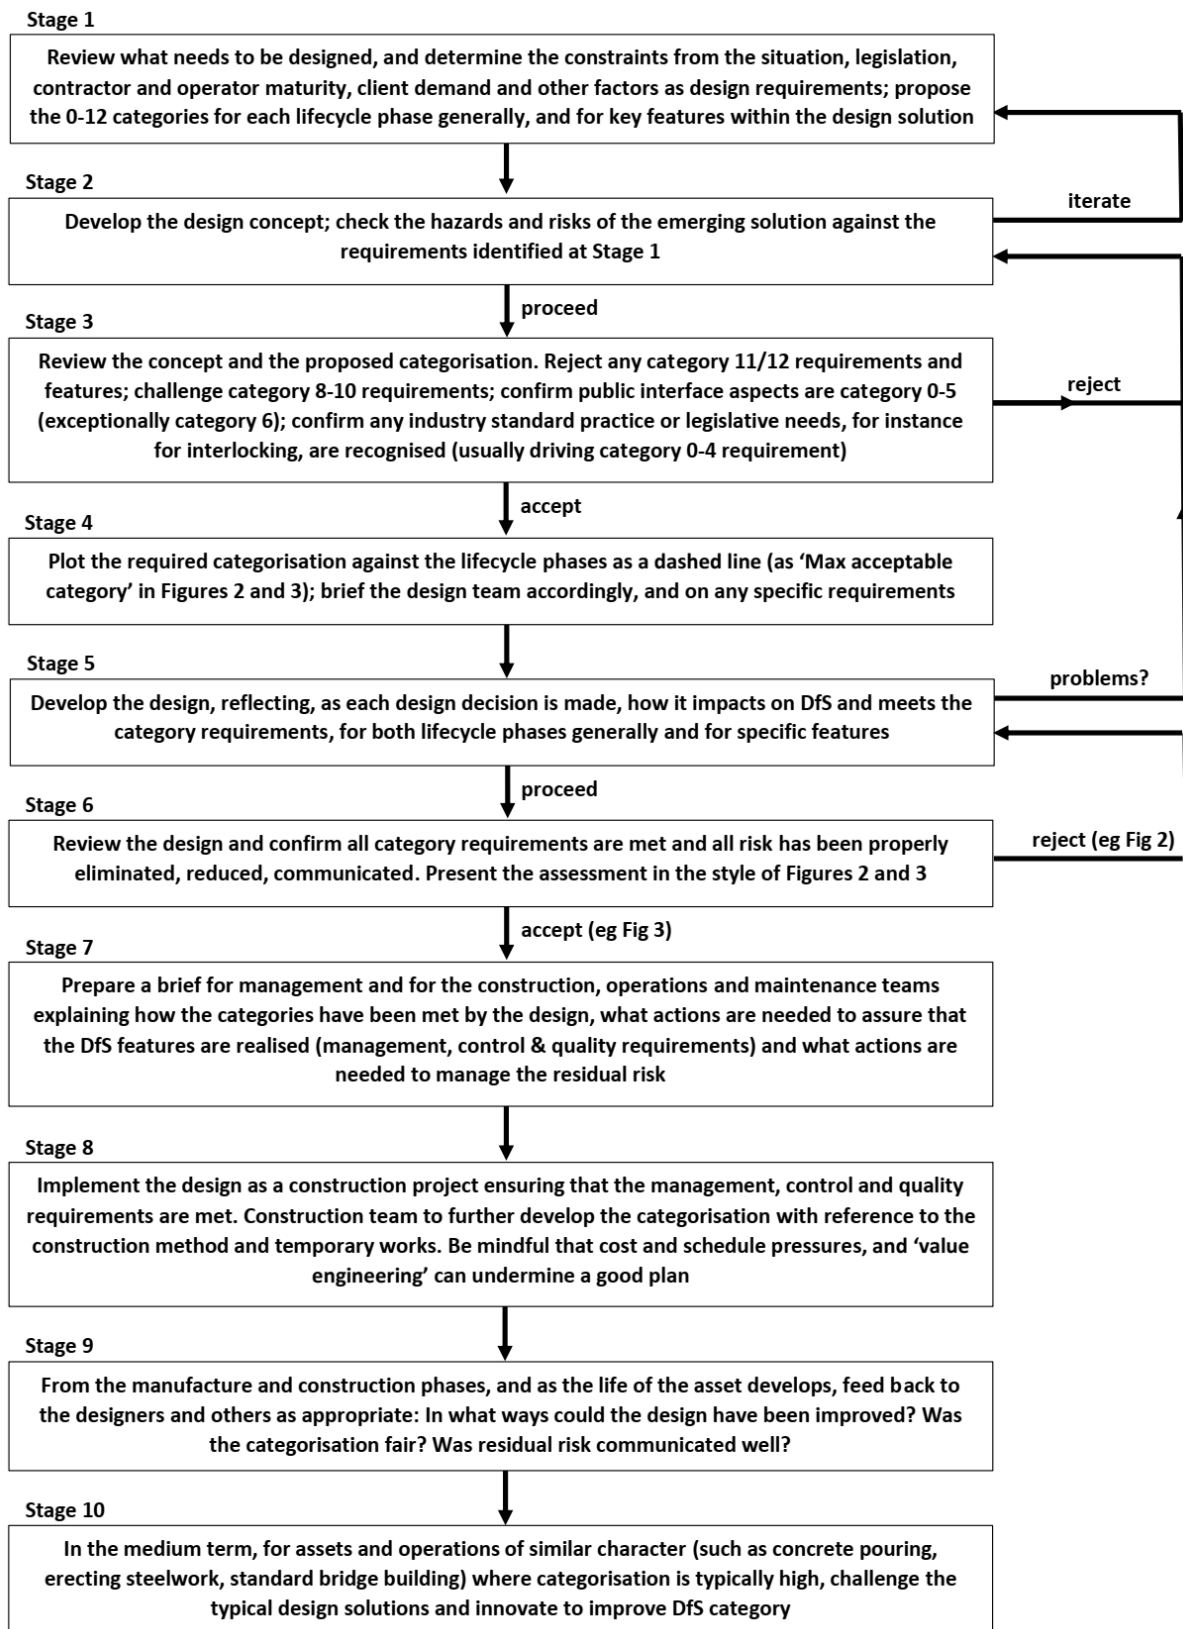 Stage 1
Review what needs to be designed, and determine the constraints from the situation, legislation,
contractor and operator maturity, client demand and other factors as design requirements; propose
the 0-12 categories for each lifecycle phase generally, and for key features within the design solution
Stage 2
iterate
Develop the design concept; check the hazards and risks of the emerging solution against the
requirements identified at Stage 1
proceed
Stage 3
Review the concept and the proposed categorisation. Reject any category 11/12 requirements and
features; challenge category 8-10 requirements; confirm public interface aspects are category 0-5
(exceptionally category 6); confirm any industry standard practice or legislative needs, for instance
for interlocking, are recognised (usually driving category 0-4 requirement)
reject
accept
Stage 4
Plot the required categorisation against the lifecycle phases as a dashed line (as ‘Max acceptable
category’ in Figures 2 and 3); brief the design team accordingly, and on any specific requirements
Stage 5
problems?
Develop the design, reflecting, as each design decision is made, how it impacts on DfS and meets the
category requirements, for both lifecycle phases generally and for specific features
proceed
Stage 6
Review the design and confirm all category requirements are met and all risk has been properly
eliminated, reduced, communicated. Present the assessment in the style of Figures 2 and 3
reject (eg Fig 2)
accept (eg Fig 3)
Stage 7
Prepare a brief for management and for the construction, operations and maintenance teams
explaining how the categories have been met by the design, what actions are needed to assure that
the DfS features are realised (management, control & quality requirements) and what actions are
needed to manage the residual risk
Stage 8
Implement the design as a construction project ensuring that the management, control and quality
requirements are met. Construction team to further develop the categorisation with reference to the
construction method and temporary works. Be mindful that cost and schedule pressures, and ‘value
engineering’ can undermine a good plan
Stage 9
From the manufacture and construction phases, and as the life of the asset develops, feed back to
the designers and others as appropriate: In what ways could the design have been improved? Was
the categorisation fair? Was residual risk communicated well?
Stage 10
In the medium term, for assets and operations of similar character (such as concrete pouring,
erecting steelwork, standard bridge building) where categorisation is typically high, challenge the
typical design solutions and innovate to improve DfS category